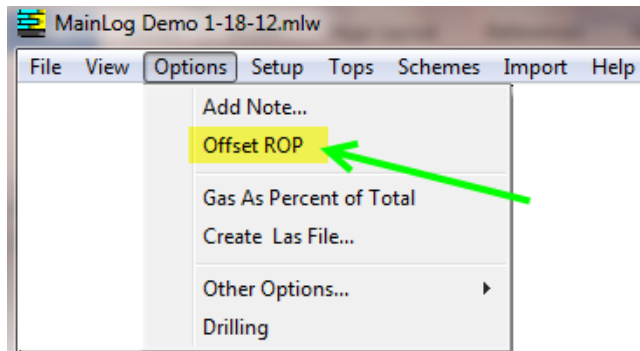 MainLog Demo 1-18-12.mlw
File View Options Setup Tops Schemes Import Help
Add Note...
Offset ROP
Gas As Percent of Total
Create Las File...
Other Options...
Drilling